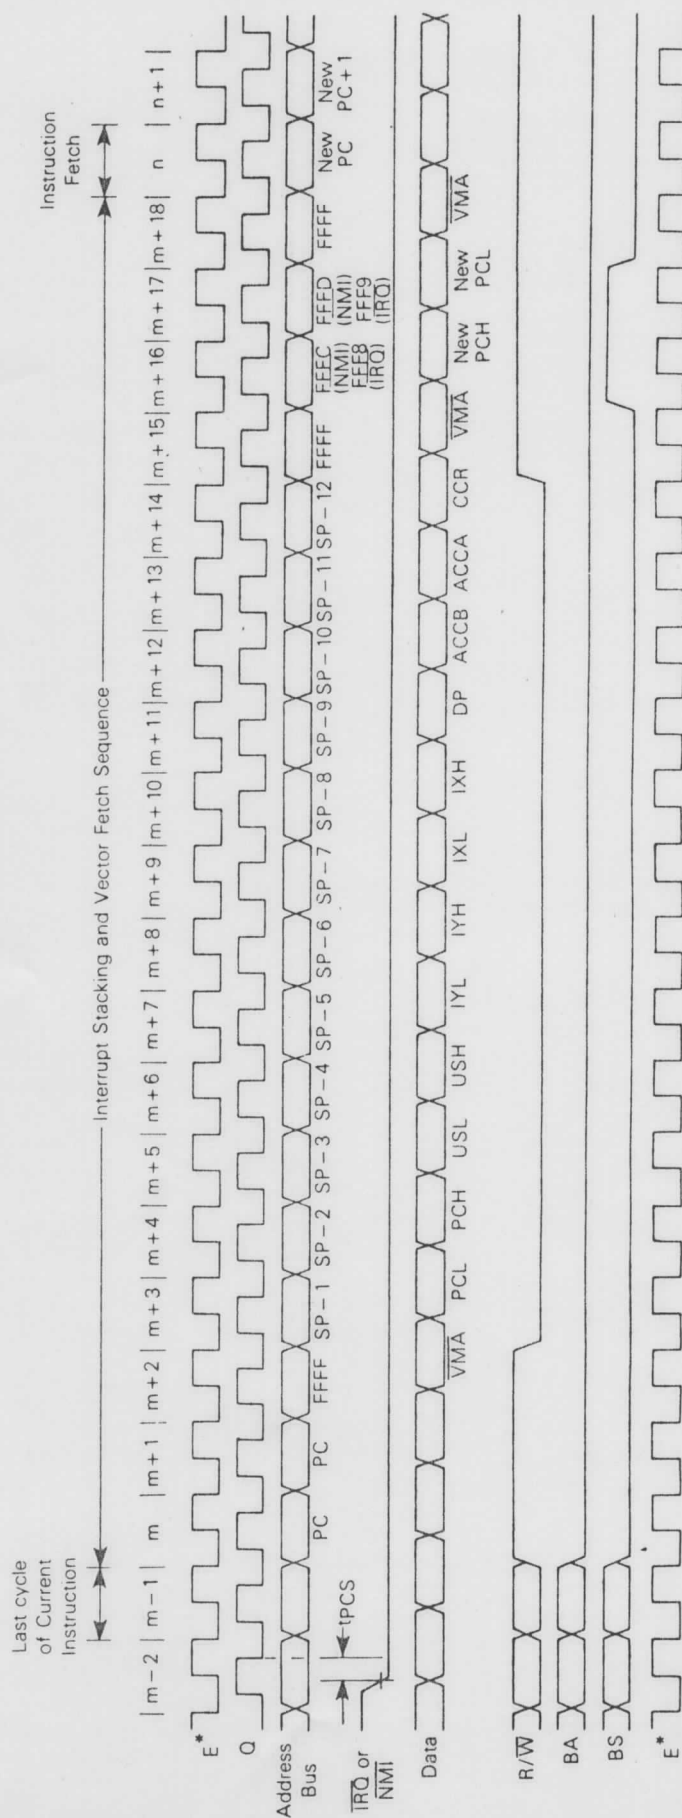 Last cycle
of Current
Instruction
Interrupt Stacking and Vector Fetch Sequence
Instruction
Fetch
| m – 2 | m – 1 | m | m + 1 | m + 2 | m + 3 | m + 4 | m + 5 | m + 6 | m + 7 | m + 8 | m + 9 | m + 10 | m + 11 | m + 12 | m + 13 | m + 14 | m + 15 | m + 16 | m + 17 | m + 18 | n | n + 1 |
E*
Q
Address
Bus
PC PC FFFF SP – 1 SP – 2 SP – 3 SP – 4 SP – 5 SP – 6 SP – 7 SP – 8 SP – 9 SP – 10 SP – 11 SP – 12 FFFF
FFFC
(NMI)
FFF8
(IRQ)
FFFD
(NMI)
FFF9
(IRQ)
FFFF
New
PC
New
PC + 1
tPCS
IRQ or
NMI
Data
VMA PCL PCH USL USH IYL IYH IXL IXH DP ACCB ACCA CCR VMA
New
PCH
New
PCL
VMA
R/W
BA
BS
E*